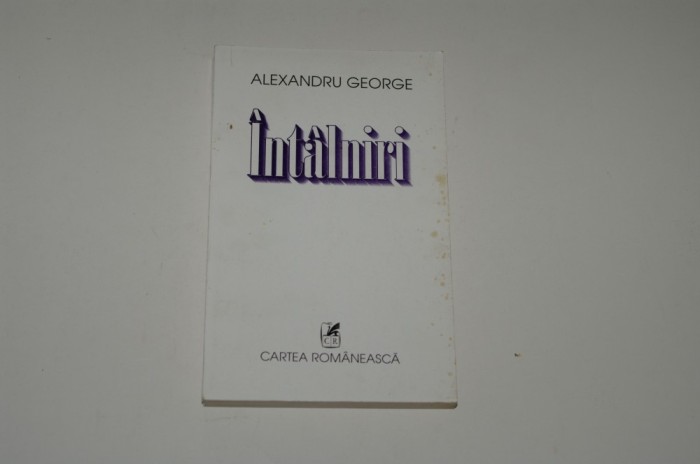 ALEXANDRU GEORGE
Întâlniri
CR
CARTEA ROMÂNEASCĂ